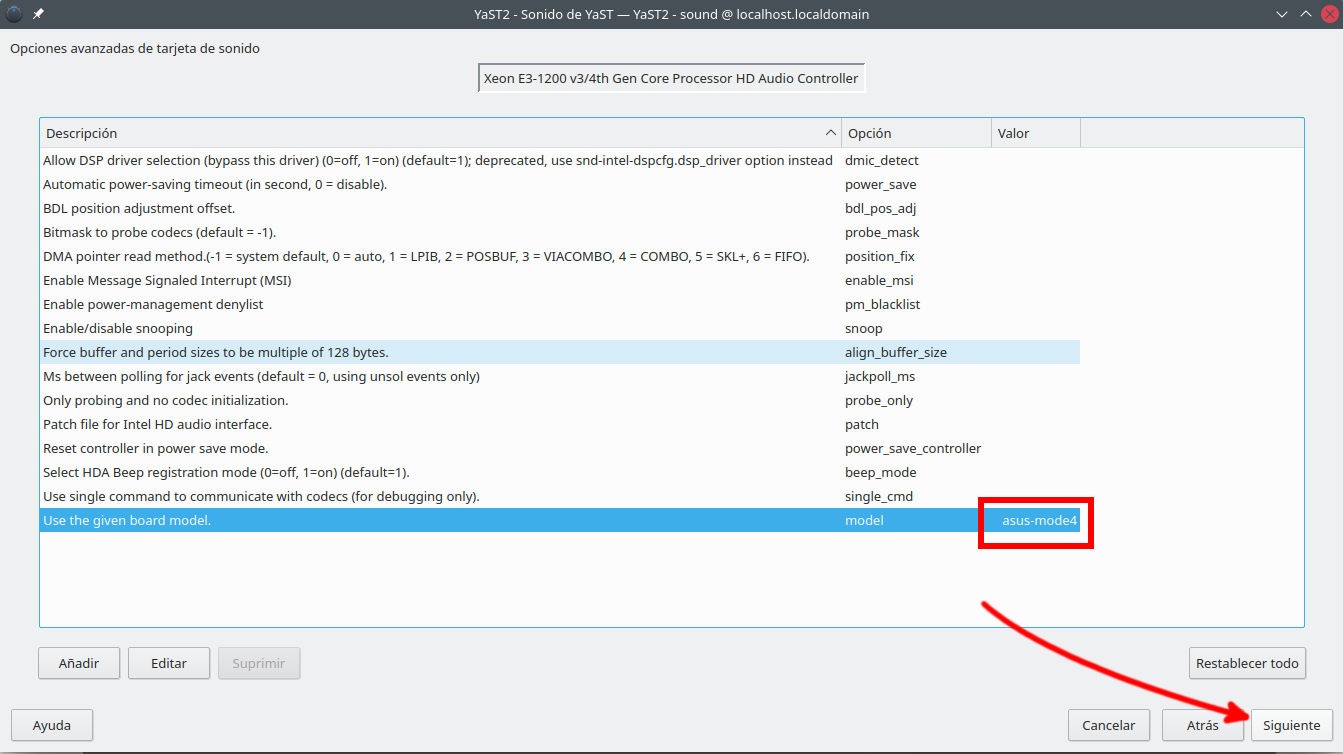 YaST2 - Sonido de YaST — YaST2 - sound @ localhost.localdomain
Opciones avanzadas de tarjeta de sonido
Xeon E3-1200 v3/4th Gen Core Processor HD Audio Controller
Descripción Opción Valor
Allow DSP driver selection (bypass this driver) (0=off, 1=on) (default=1); deprecated, use snd-intel-dspcfg.dsp_driver option instead dmic_detect
Automatic power-saving timeout (in second, 0 = disable). power_save
BDL position adjustment offset. bdl_pos_adj
Bitmask to probe codecs (default = -1). probe_mask
DMA pointer read method.(-1 = system default, 0 = auto, 1 = LPIB, 2 = POSBUF, 3 = VIACOMBO, 4 = COMBO, 5 = SKL+, 6 = FIFO). position_fix
Enable Message Signaled Interrupt (MSI) enable_msi
Enable power-management denylist pm_blacklist
Enable/disable snooping snoop
Force buffer and period sizes to be multiple of 128 bytes. align_buffer_size
Ms between polling for jack events (default = 0, using unsol events only) jackpoll_ms
Only probing and no codec initialization. probe_only
Patch file for Intel HD audio interface. patch
Reset controller in power save mode. power_save_controller
Select HDA Beep registration mode (0=off, 1=on) (default=1). beep_mode
Use single command to communicate with codecs (for debugging only). single_cmd
Use the given board model. model asus-mode4
Añadir Editar Suprimir Restablecer todo
Ayuda Cancelar Atrás Siguiente